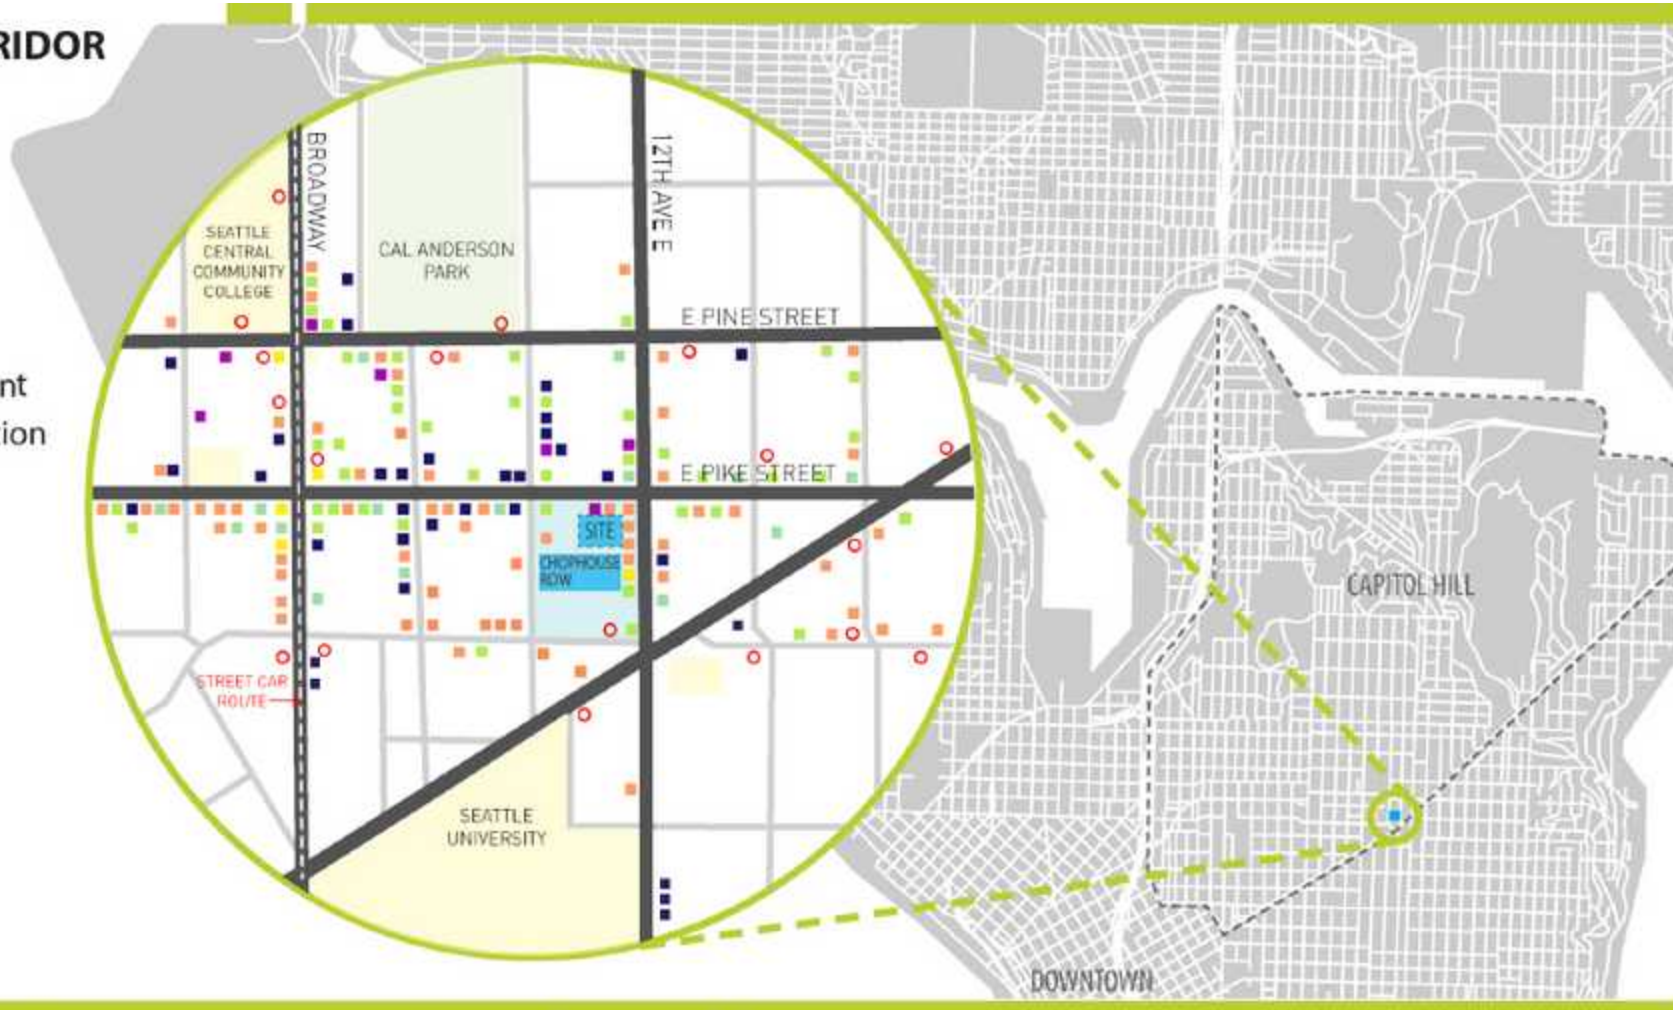 RIDOR
nt
ion
BROADWAY
12TH AVE E
SEATTLE
CENTRAL
COMMUNITY
COLLEGE
CAL ANDERSON
PARK
E PINE STREET
E PIKE STREET
SITE
CHOPHOUSE
ROW
CAPITOL HILL
STREET CAR
ROUTE
SEATTLE
UNIVERSITY
DOWNTOWN